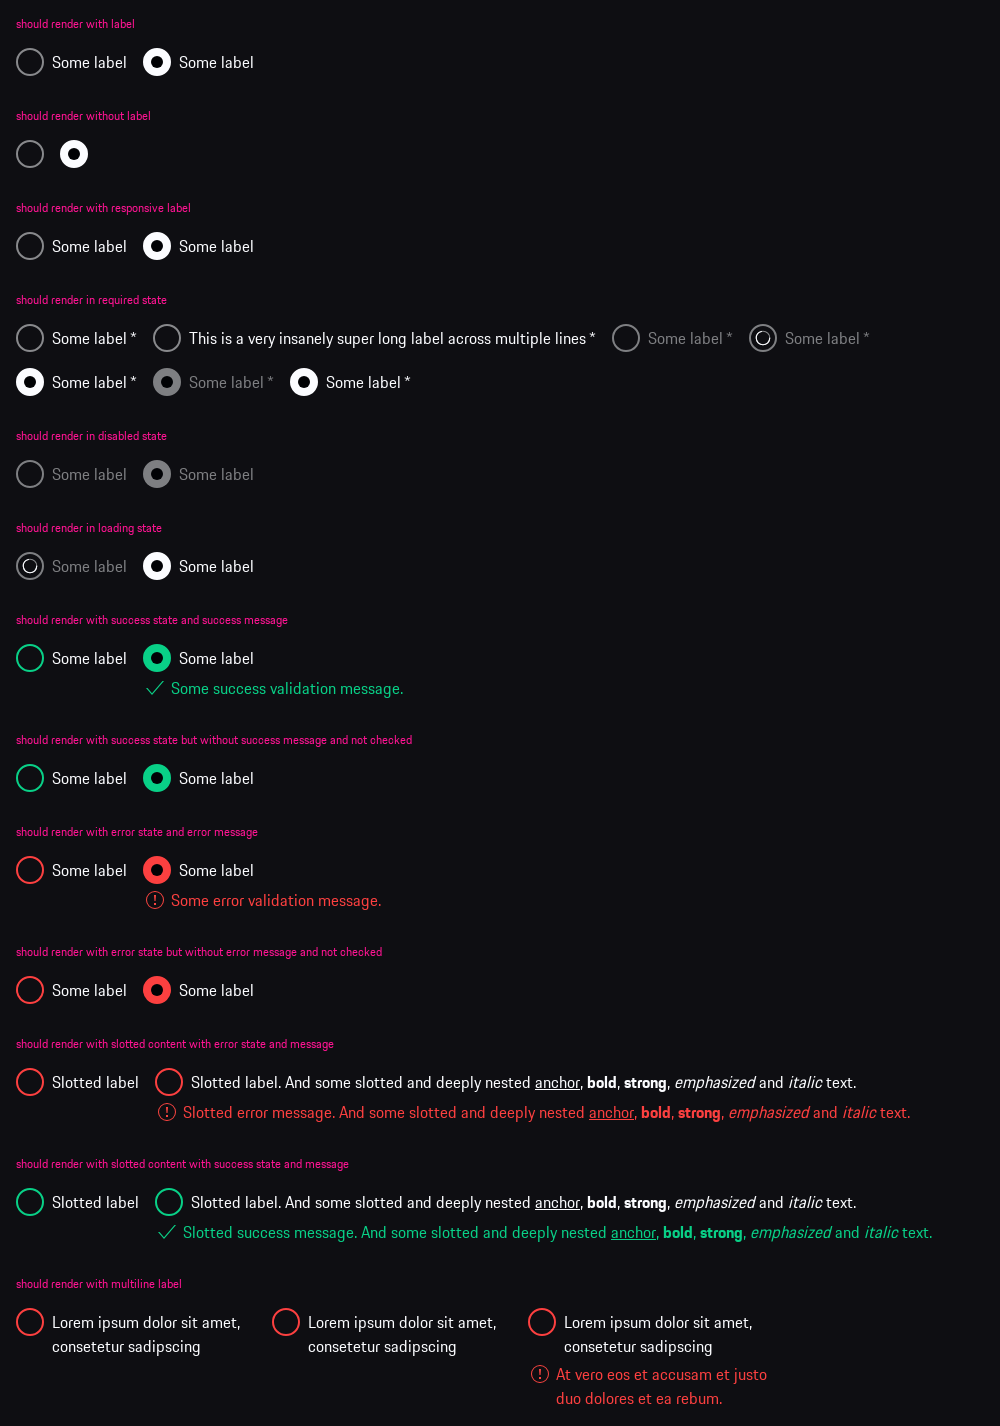 should render with label
Some label Some label
should render without label
should render with responsive label
Some label Some label
should render in required state
Some label * This is a very insanely super long label across multiple lines * Some label * Some label *
Some label * Some label * Some label *
should render in disabled state
Some label Some label
should render in loading state
Some label Some label
should render with success state and success message
Some label Some label
Some success validation message.
should render with success state but without success message and not checked
Some label Some label
should render with error state and error message
Some label Some label
Some error validation message.
should render with error state but without error message and not checked
Some label Some label
should render with slotted content with error state and message
Slotted label Slotted label. And some slotted and deeply nested anchor, bold, strong, emphasized and italic text.
Slotted error message. And some slotted and deeply nested anchor, bold, strong, emphasized and italic text.
should render with slotted content with success state and message
Slotted label Slotted label. And some slotted and deeply nested anchor, bold, strong, emphasized and italic text.
Slotted success message. And some slotted and deeply nested anchor, bold, strong, emphasized and italic text.
should render with multiline label
Lorem ipsum dolor sit amet, Lorem ipsum dolor sit amet, Lorem ipsum dolor sit amet,
consetetur sadipscing consetetur sadipscing consetetur sadipscing
At vero eos et accusam et justo
duo dolores et ea rebum.